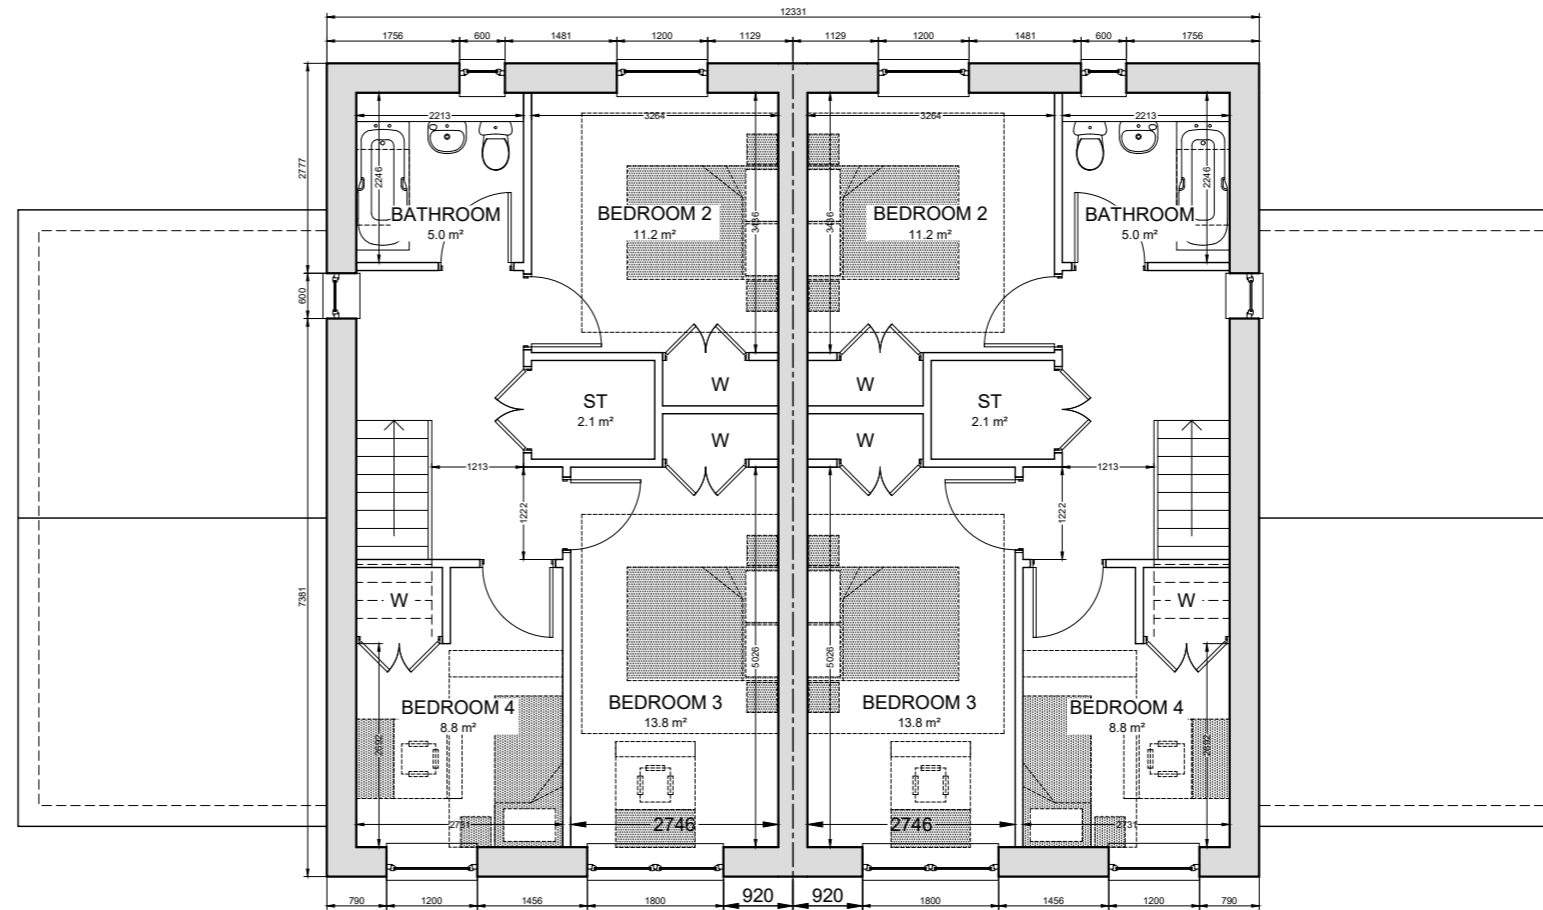 12331
1756 600 1481 1200 1129 1129 1200 1481 600 1756
2213 3264 3264 2213
2777
2246 2246
BATHROOM BEDROOM 2 BEDROOM 2 BATHROOM
5.0 m² 11.2 m² 11.2 m² 5.0 m²
3436 3436
600
W W
ST ST
2.1 m² 2.1 m²
W W
1213 1213
1222 1222
7381
W W
5026 5026
BEDROOM 4 BEDROOM 3 BEDROOM 3 BEDROOM 4
8.8 m² 13.8 m² 13.8 m² 8.8 m²
2692 2692
2731 2746 2746 2731
790 1200 1456 1800 920 920 1800 1456 1200 790